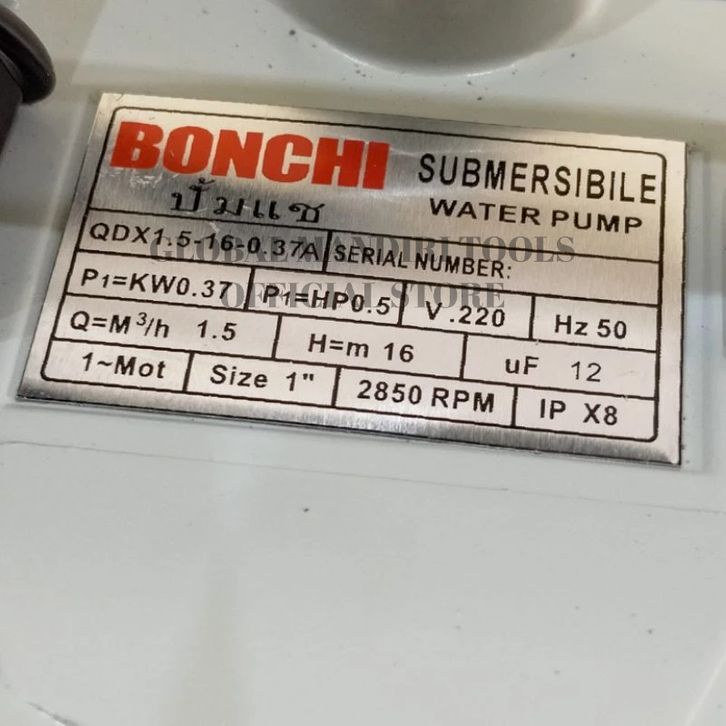 BONCHI SUBMERSIBILE
ปั้มแช่ WATER PUMP
QDX1.5-16-0.37A SERIAL NUMBER:
GLOBAL MANDIRI TOOLS
OFFICIAL STORE
P1=KW0.37 P1=HP0.5 V.220 Hz 50
Q=M³/h 1.5 H=m 16 uF 12
1~Mot Size 1" 2850 RPM IP X8